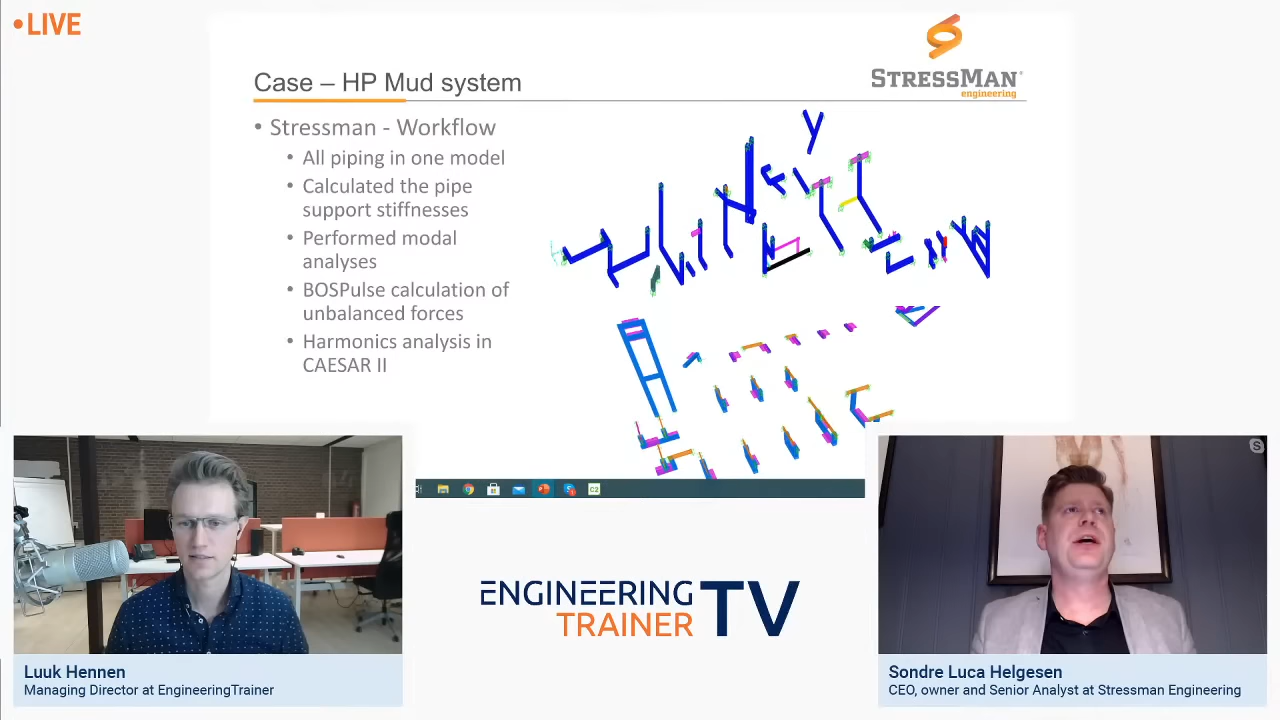 •LIVE
STRESSMAN
engineering
Case – HP Mud system
• Stressman - Workflow
• All piping in one model
• Calculated the pipe
support stiffnesses
• Performed modal
analyses
• BOSPulse calculation of
unbalanced forces
• Harmonics analysis in
CAESAR II
C2
ENGINEERING
TRAINER
TV
Luuk Hennen
Managing Director at EngineeringTrainer
Sondre Luca Helgesen
CEO, owner and Senior Analyst at Stressman Engineering